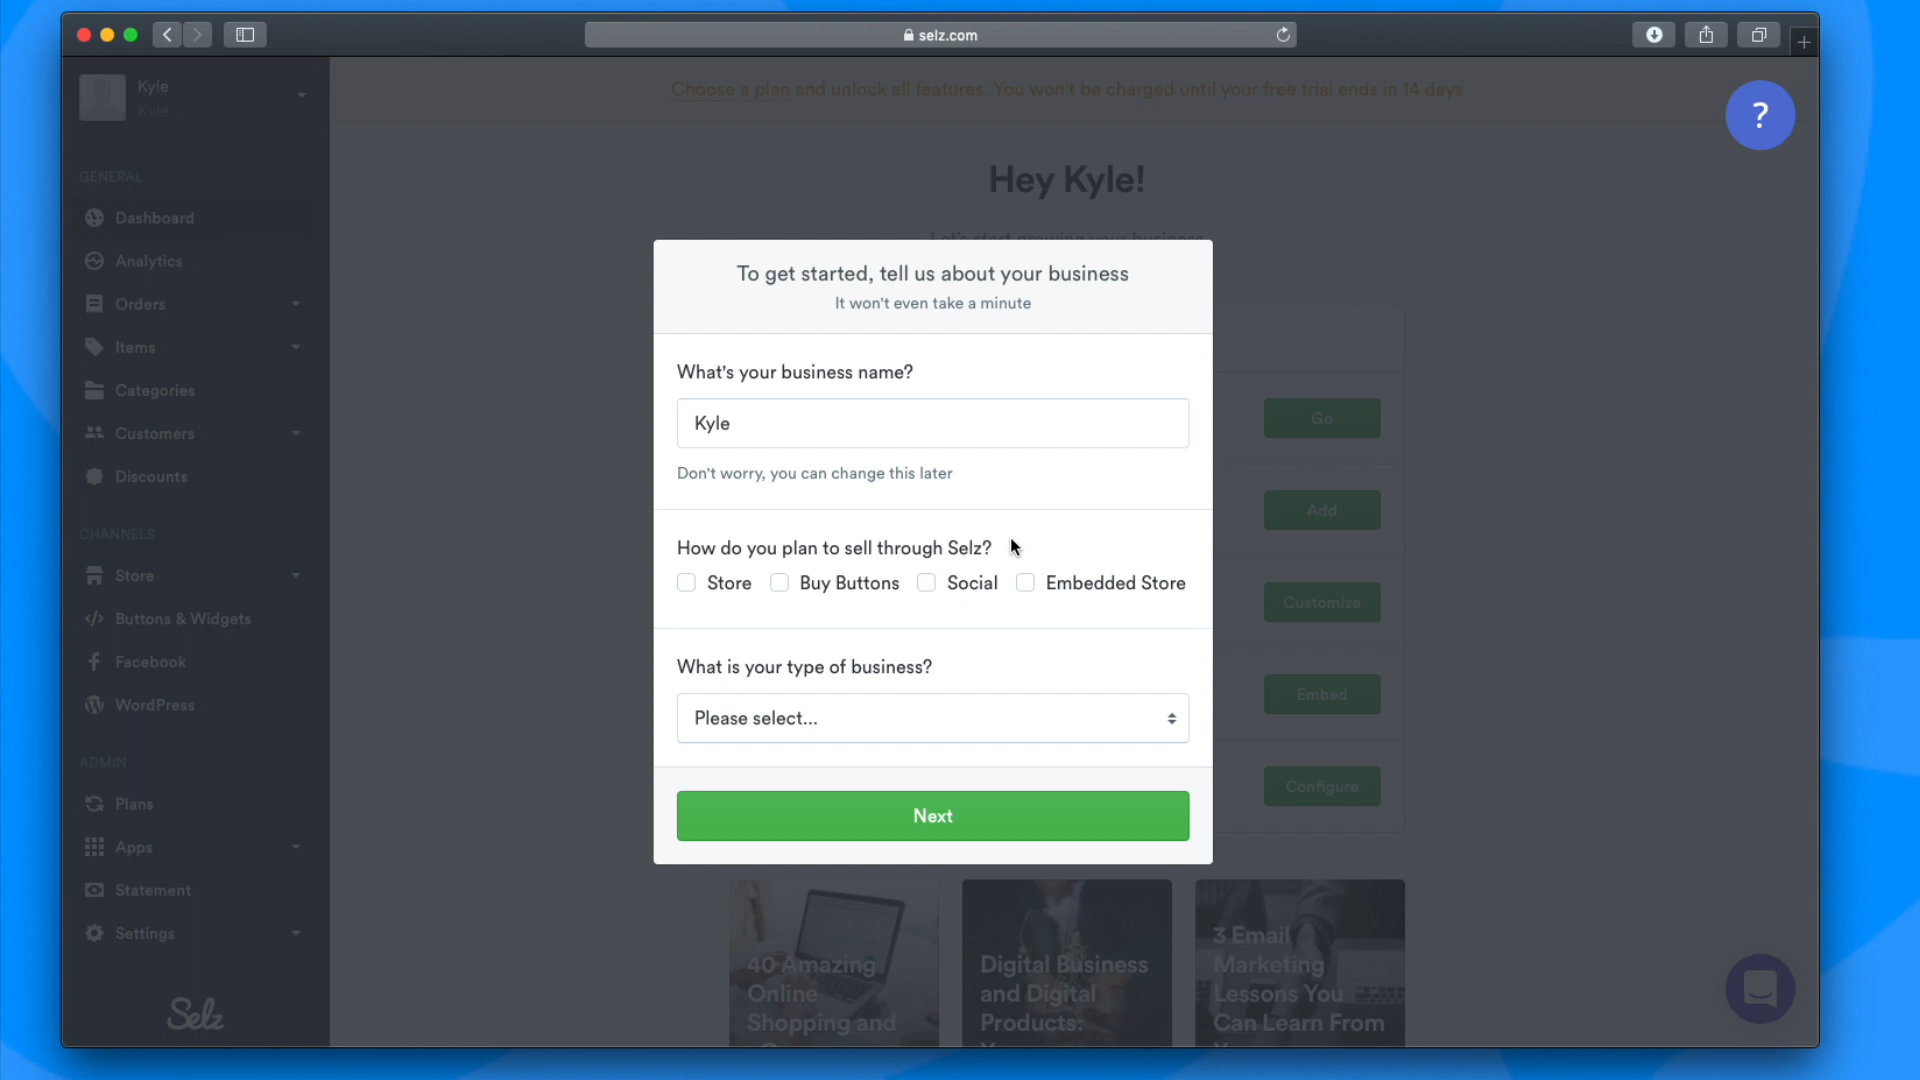 selz.com
Kyle
Kyle
Choose a plan and unlock all features. You won't be charged until your free trial ends in 14 days
?
GENERAL
Dashboard
Analytics
Orders
Items
Categories
Customers
Discounts
CHANNELS
Store
Buttons & Widgets
Facebook
WordPress
ADMIN
Plans
Apps
Statement
Settings
Selz
Hey Kyle!
Let's start growing your business
To get started, tell us about your business
It won't even take a minute
What's your business name?
Kyle
Don't worry, you can change this later
How do you plan to sell through Selz?
Store Buy Buttons Social Embedded Store
What is your type of business?
Please select...
Next
Go
Add
Customize
Embed
Configure
40 Amazing
Online
Shopping and
Digital Business
and Digital
Products:
3 Email
Marketing
Lessons You
Can Learn From